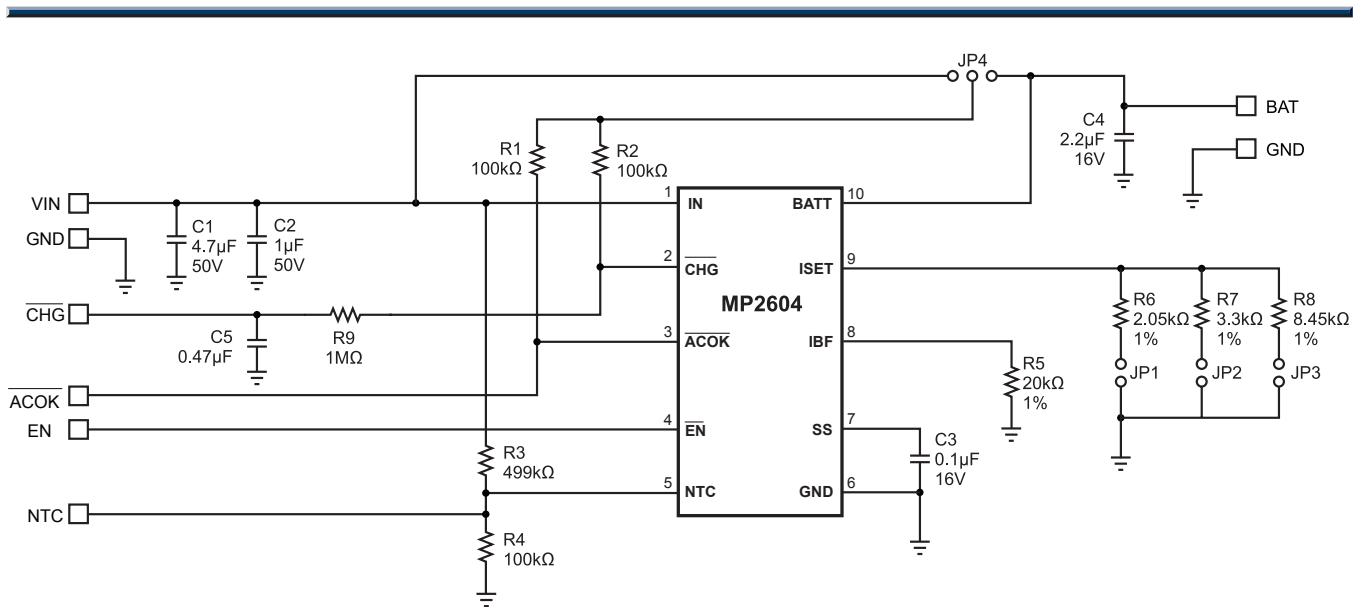 JP4
R1
100kΩ
R2
100kΩ
C4
2.2µF
16V
BAT
GND
VIN
GND
C1
4.7µF
50V
C2
1µF
50V
CHG
C5
0.47µF
R9
1MΩ
ACOK
EN
NTC
R3
499kΩ
R4
100kΩ
MP2604
1
IN
2
CHG
3
ACOK
4
EN
5
NTC
BATT
10
ISET
9
IBF
8
SS
7
GND
6
R5
20kΩ
1%
C3
0.1µF
16V
R6
2.05kΩ
1%
JP1
R7
3.3kΩ
1%
JP2
R8
8.45kΩ
1%
JP3